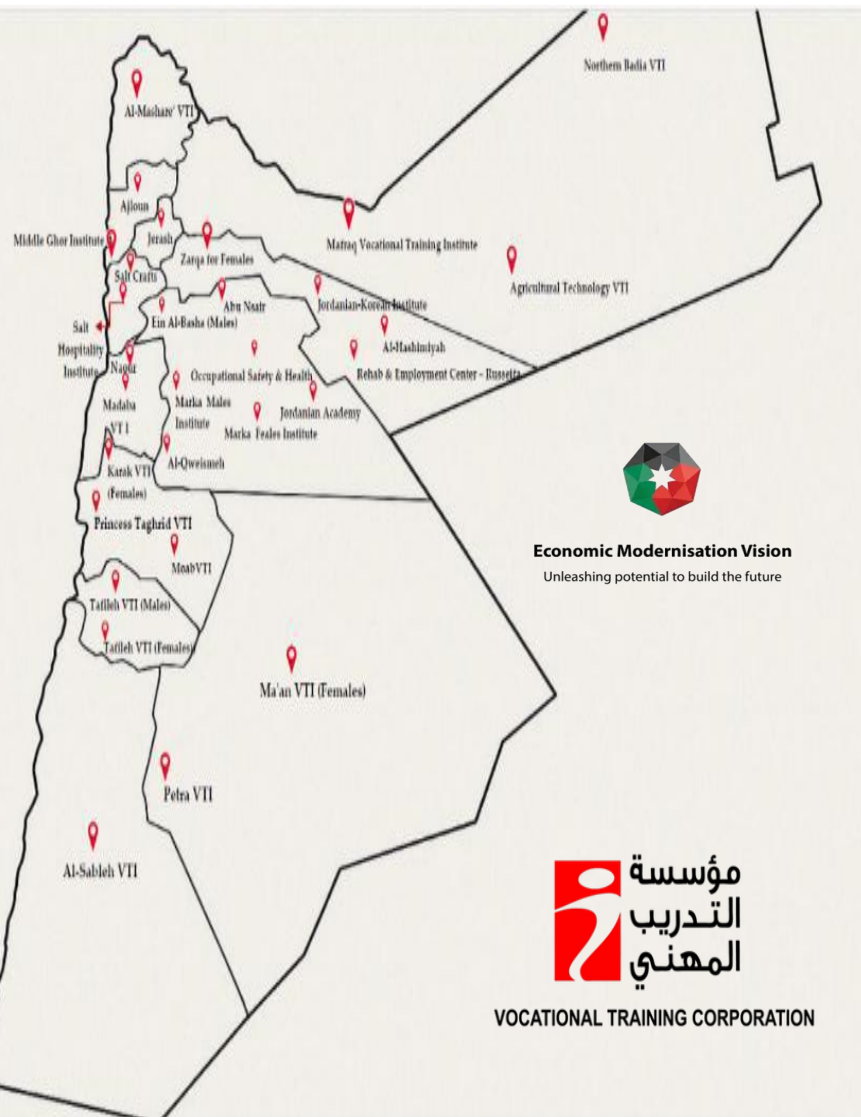 Northern Badia VTI
Al-Mashare' VTI
Ajloun
Middle Ghor Institute
Jerash
Zarqa for Females
Mafraq Vocational Training Institute
Salt Crafts
Agricultural Technology VTI
Abu Nsair
Jordanian-Korean Institute
Salt
Ein Al-Basha (Males)
Al-Hashimiyah
Hospitality
Institute
Naour
Occupational Safety & Health
Rehab & Employment Center - Russeifa
Madaba
VT I
Marka Males
Institute
Jordanian Academy
Marka Feales Institute
Al-Qweismeh
Karak VTI
(Females)
Princess Taghrid VTI
Economic Modernisation Vision
MoabVTI
Unleashing potential to build the future
Tafileh VTI (Males)
Tafileh VTI (Females)
Ma'an VTI (Females)
Petra VTI
Al-Sableh VTI
مؤسسة
التدريب
المهني
VOCATIONAL TRAINING CORPORATION